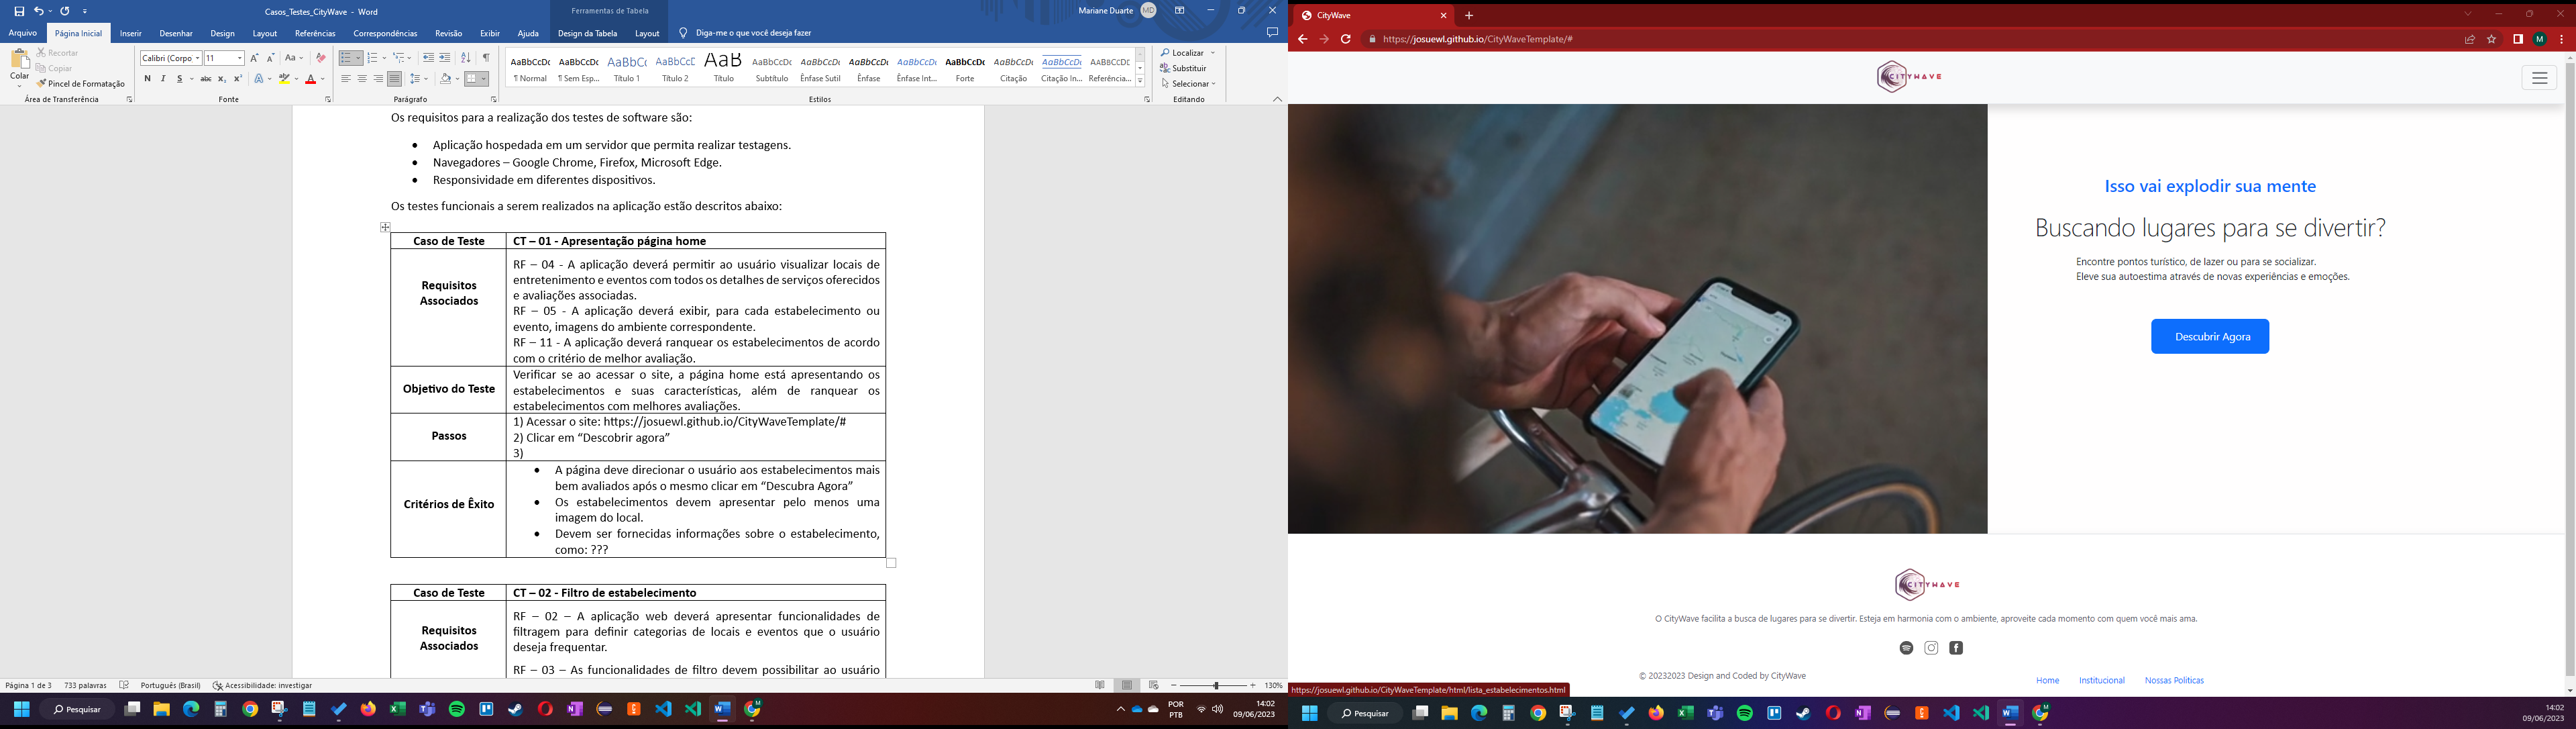 Casos_Testes_CityWave - Word
Ferramentas de Tabela
Mariane Duarte
MD
Arquivo
Página Inicial
Inserir
Desenhar
Design
Layout
Referências
Correspondências
Revisão
Exibir
Ajuda
Design da Tabela
Layout
Diga-me o que você deseja fazer
Colar
Recortar
Copiar
Pincel de Formatação
Área de Transferência
Calibri (Corpo)
11
Fonte
Parágrafo
¶ Normal
¶ Sem Esp...
Título 1
Título 2
Título
Subtítulo
Ênfase Sutil
Ênfase
Ênfase Int...
Forte
Citação
Citação In...
Referência...
Estilos
Localizar
Substituir
Selecionar
Editando
Os requisitos para a realização dos testes de software são:
• Aplicação hospedada em um servidor que permita realizar testagens.
• Navegadores – Google Chrome, Firefox, Microsoft Edge.
• Responsividade em diferentes dispositivos.
Os testes funcionais a serem realizados na aplicação estão descritos abaixo:
Caso de Teste
CT – 01 - Apresentação página home
Requisitos
Associados
RF – 04 - A aplicação deverá permitir ao usuário visualizar locais de
entretenimento e eventos com todos os detalhes de serviços oferecidos
e avaliações associadas.
RF – 05 - A aplicação deverá exibir, para cada estabelecimento ou
evento, imagens do ambiente correspondente.
RF – 11 - A aplicação deverá ranquear os estabelecimentos de acordo
com o critério de melhor avaliação.
Objetivo do Teste
Verificar se ao acessar o site, a página home está apresentando os
estabelecimentos e suas características, além de ranquear os
estabelecimentos com melhores avaliações.
Passos
1) Acessar o site: https://josuewl.github.io/CityWaveTemplate/#
2) Clicar em “Descobrir agora”
3)
Critérios de Êxito
• A página deve direcionar o usuário aos estabelecimentos mais
bem avaliados após o mesmo clicar em “Descubra Agora”
• Os estabelecimentos devem apresentar pelo menos uma
imagem do local.
• Devem ser fornecidas informações sobre o estabelecimento,
como: ???
Caso de Teste
CT – 02 - Filtro de estabelecimento
Requisitos
Associados
RF – 02 – A aplicação web deverá apresentar funcionalidades de
filtragem para definir categorias de locais e eventos que o usuário
deseja frequentar.
RF – 03 – As funcionalidades de filtro devem possibilitar ao usuário
Página 1 de 3
733 palavras
Português (Brasil)
Acessibilidade: investigar
130%
Pesquisar
POR
PTB
14:02
09/06/2023
CityWave
https://josuewl.github.io/CityWaveTemplate/#
M
CITYWAVE
Isso vai explodir sua mente
Buscando lugares para se divertir?
Encontre pontos turístico, de lazer ou para se socializar.
Eleve sua autoestima através de novas experiências e emoções.
Descubrir Agora
CITYWAVE
O CityWave facilita a busca de lugares para se divertir. Esteja em harmonia com o ambiente, aproveite cada momento com quem você mais ama.
© 20232023 Design and Coded by CityWave
Home
Institucional
Nossas Politicas
https://josuewl.github.io/CityWaveTemplate/html/lista_estabelecimentos.html
Pesquisar
14:02
09/06/2023